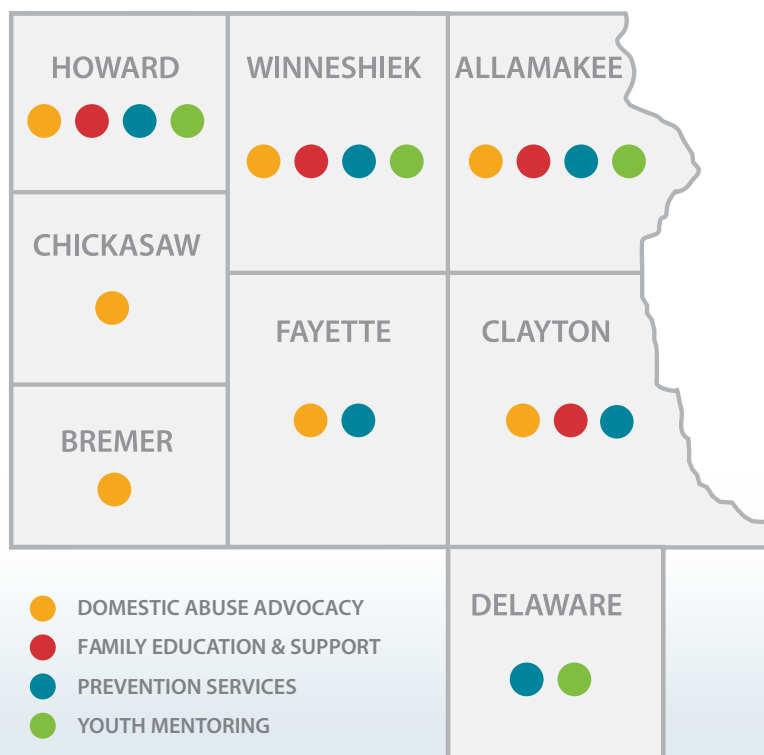 HOWARD
WINNESHIEK
ALLAMAKEE
CHICKASAW
FAYETTE
CLAYTON
BREMER
DELAWARE
DOMESTIC ABUSE ADVOCACY
FAMILY EDUCATION & SUPPORT
PREVENTION SERVICES
YOUTH MENTORING